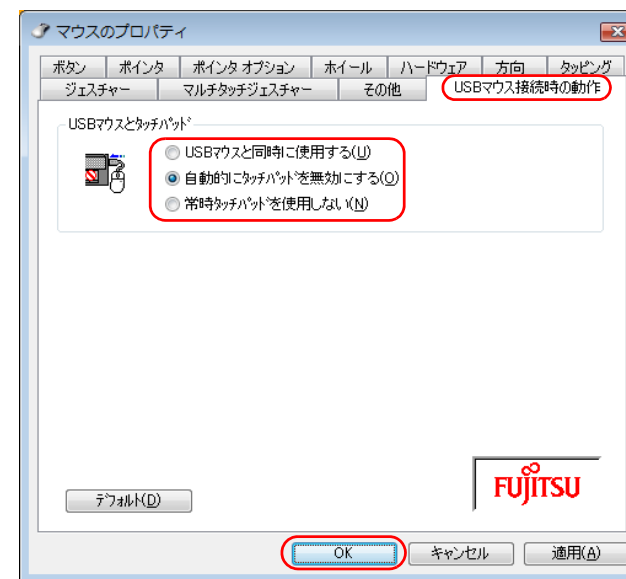 マウスのプロパティ
ボタン ポインタ ポインタ オプション ホイール ハードウェア 方向 タッピング
ジェスチャー マルチタッチジェスチャー その他 USBマウス接続時の動作
USBﾏｳｽとﾀｯﾁﾊﾟｯﾄﾞ
USBﾏｳｽと同時に使用する(U)
自動的にﾀｯﾁﾊﾟｯﾄﾞを無効にする(O)
常時ﾀｯﾁﾊﾟｯﾄﾞを使用しない(N)
FUJITSU
ﾃﾞﾌｫﾙﾄ(D)
OK キャンセル 適用(A)